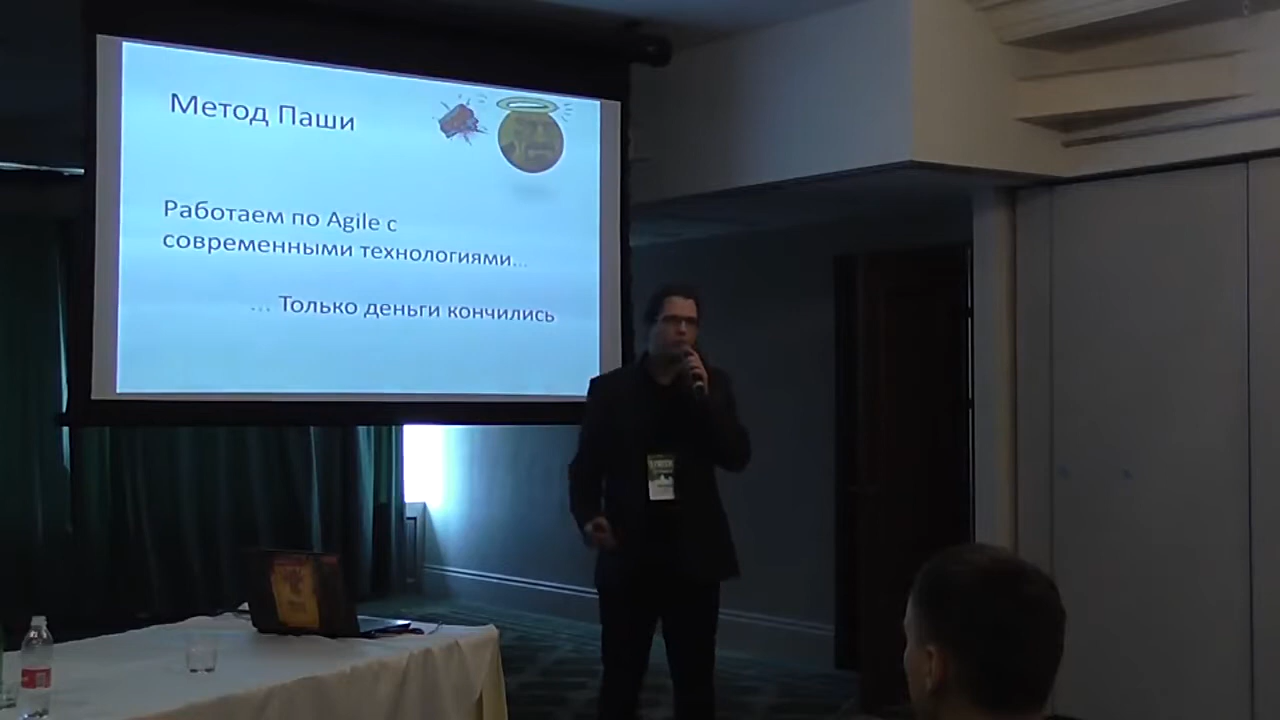 Метод Паши
Работаем по Agile с
современными технологиями...
... Только деньги кончились